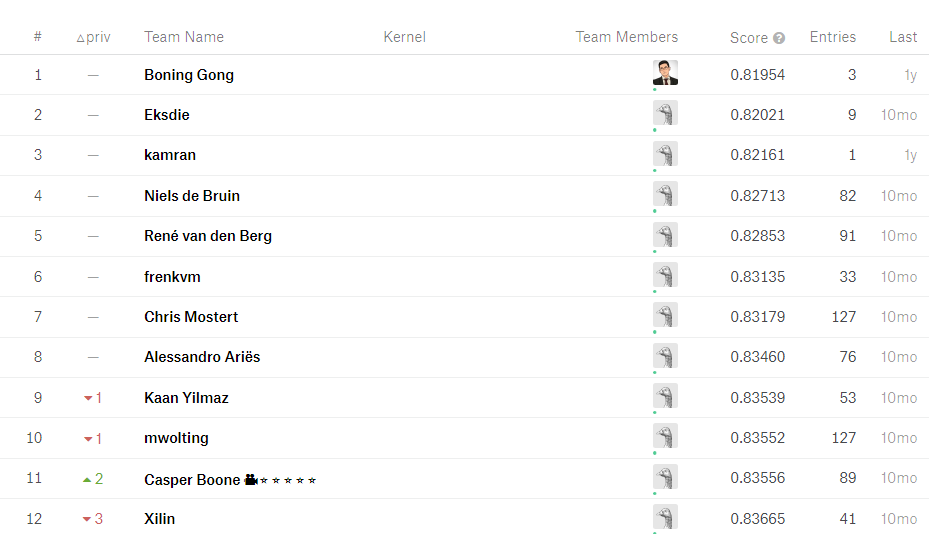 # △priv Team Name Kernel Team Members Score ? Entries Last
1 — Boning Gong 0.81954 3 1y
2 — Eksdie 0.82021 9 10mo
3 — kamran 0.82161 1 1y
4 — Niels de Bruin 0.82713 82 10mo
5 — René van den Berg 0.82853 91 10mo
6 — frenkvm 0.83135 33 10mo
7 — Chris Mostert 0.83179 127 10mo
8 — Alessandro Ariës 0.83460 76 10mo
9 ▼1 Kaan Yilmaz 0.83539 53 10mo
10 ▼1 mwolting 0.83552 127 10mo
11 ▲2 Casper Boone 🎥⭐⭐⭐⭐⭐ 0.83556 89 10mo
12 ▼3 Xilin 0.83665 41 10mo